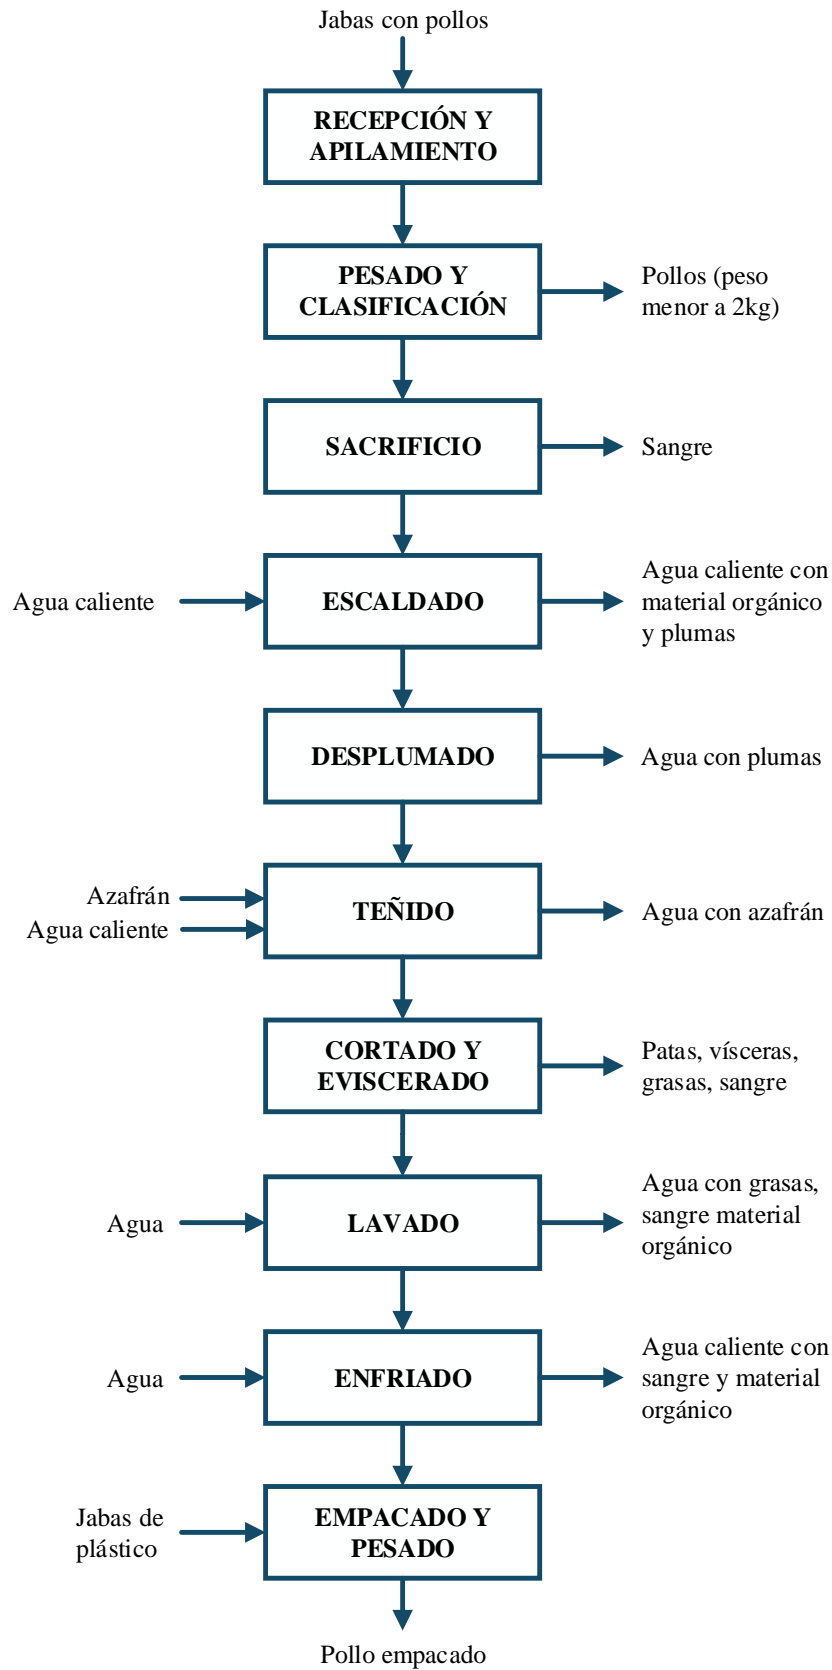 Jabas con pollos
RECEPCIÓN Y
APILAMIENTO
PESADO Y
CLASIFICACIÓN
Pollos (peso
menor a 2kg)
SACRIFICIO
Sangre
Agua caliente
ESCALDADO
Agua caliente con
material orgánico
y plumas
DESPLUMADO
Agua con plumas
Azafrán
Agua caliente
TEÑIDO
Agua con azafrán
CORTADO Y
EVISCERADO
Patas, vísceras,
grasas, sangre
Agua
LAVADO
Agua con grasas,
sangre material
orgánico
Agua
ENFRIADO
Agua caliente con
sangre y material
orgánico
Jabas de
plástico
EMPACADO Y
PESADO
Pollo empacado